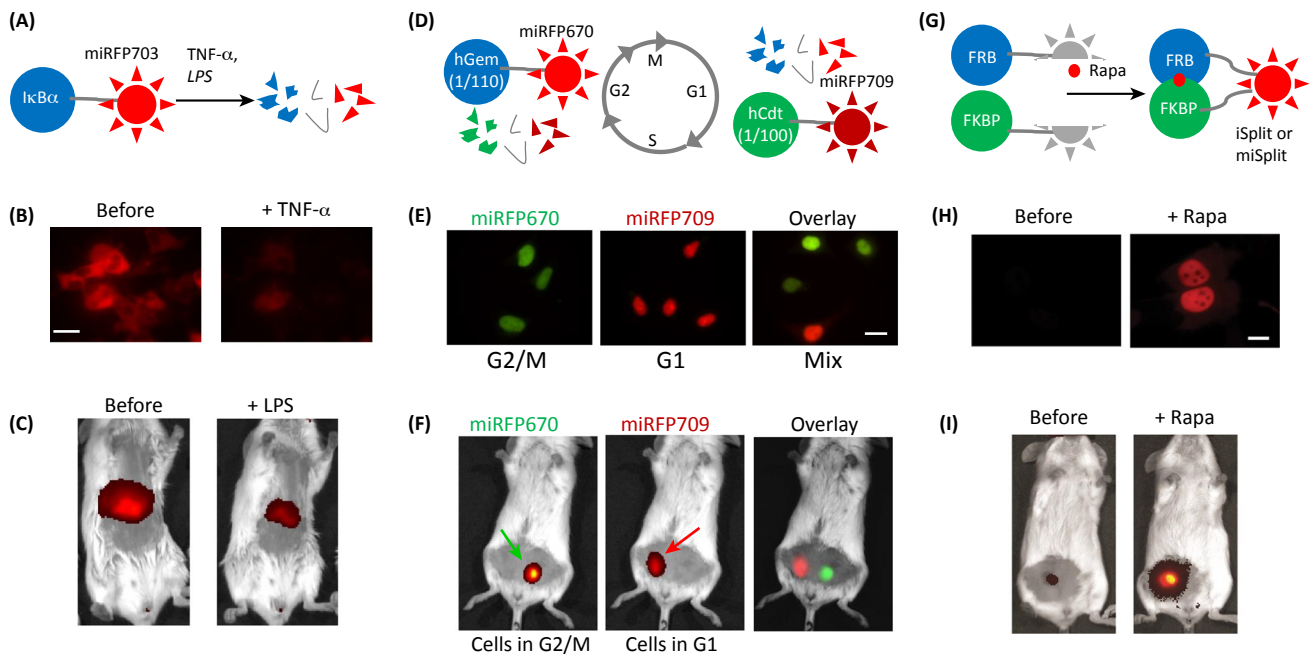 (A)
miRFP703
TNF-α,
LPS
IκBα
(B)
Before
+ TNF-α
(C)
Before
+ LPS
(D)
miRFP670
hGem
(1/110)
M
G2
G1
S
miRFP709
hCdt
(1/100)
(E)
miRFP670
miRFP709
Overlay
G2/M
G1
Mix
(F)
miRFP670
miRFP709
Overlay
Cells in G2/M
Cells in G1
(G)
FRB
Rapa
FKBP
FRB
FKBP
iSplit or
miSplit
(H)
Before
+ Rapa
(I)
Before
+ Rapa